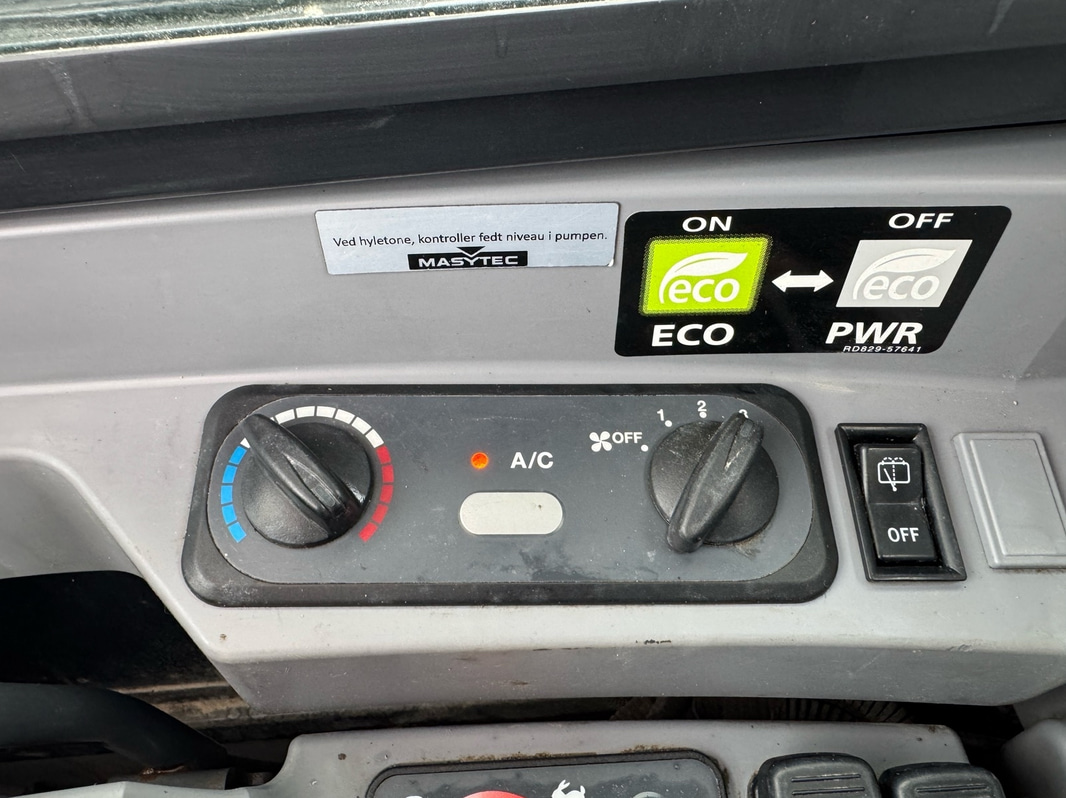 Ved hyletone, kontroller fedt niveau i pumpen.
MASYTEC
ON OFF
eco eco
ECO PWR
RD829-57641
1 2 3
OFF
A/C
OFF